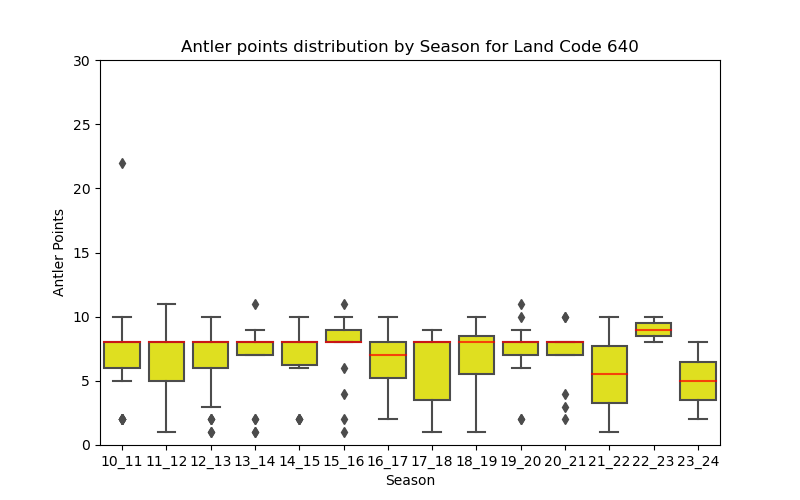 Antler points distribution by Season for Land Code 640
30
25
20
15
10
5
0
Antler Points
10_11 11_12 12_13 13_14 14_15 15_16 16_17 17_18 18_19 19_20 20_21 21_22 22_23 23_24
Season